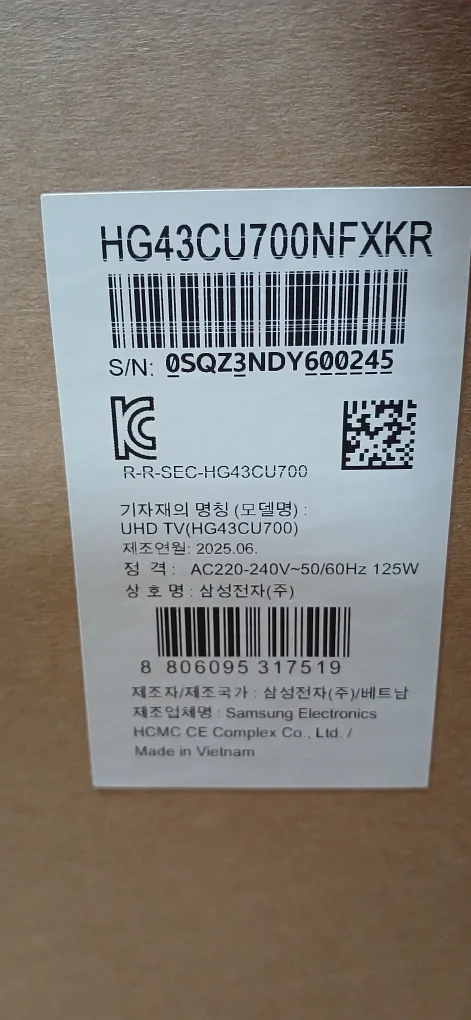 HG43CU700NFXKR
S/N: 0SQZ3NDY600245
R-R-SEC-HG43CU700
기자재의 명칭 (모델명) :
UHD TV(HG43CU700)
제조연월: 2025.06.
정 격 : AC220-240V~50/60Hz 125W
상 호 명 : 삼성전자(주)
8 806095 317519
제조자/제조국가 : 삼성전자(주)/베트남
제조업체명 : Samsung Electronics
HCMC CE Complex Co., Ltd. /
Made in Vietnam